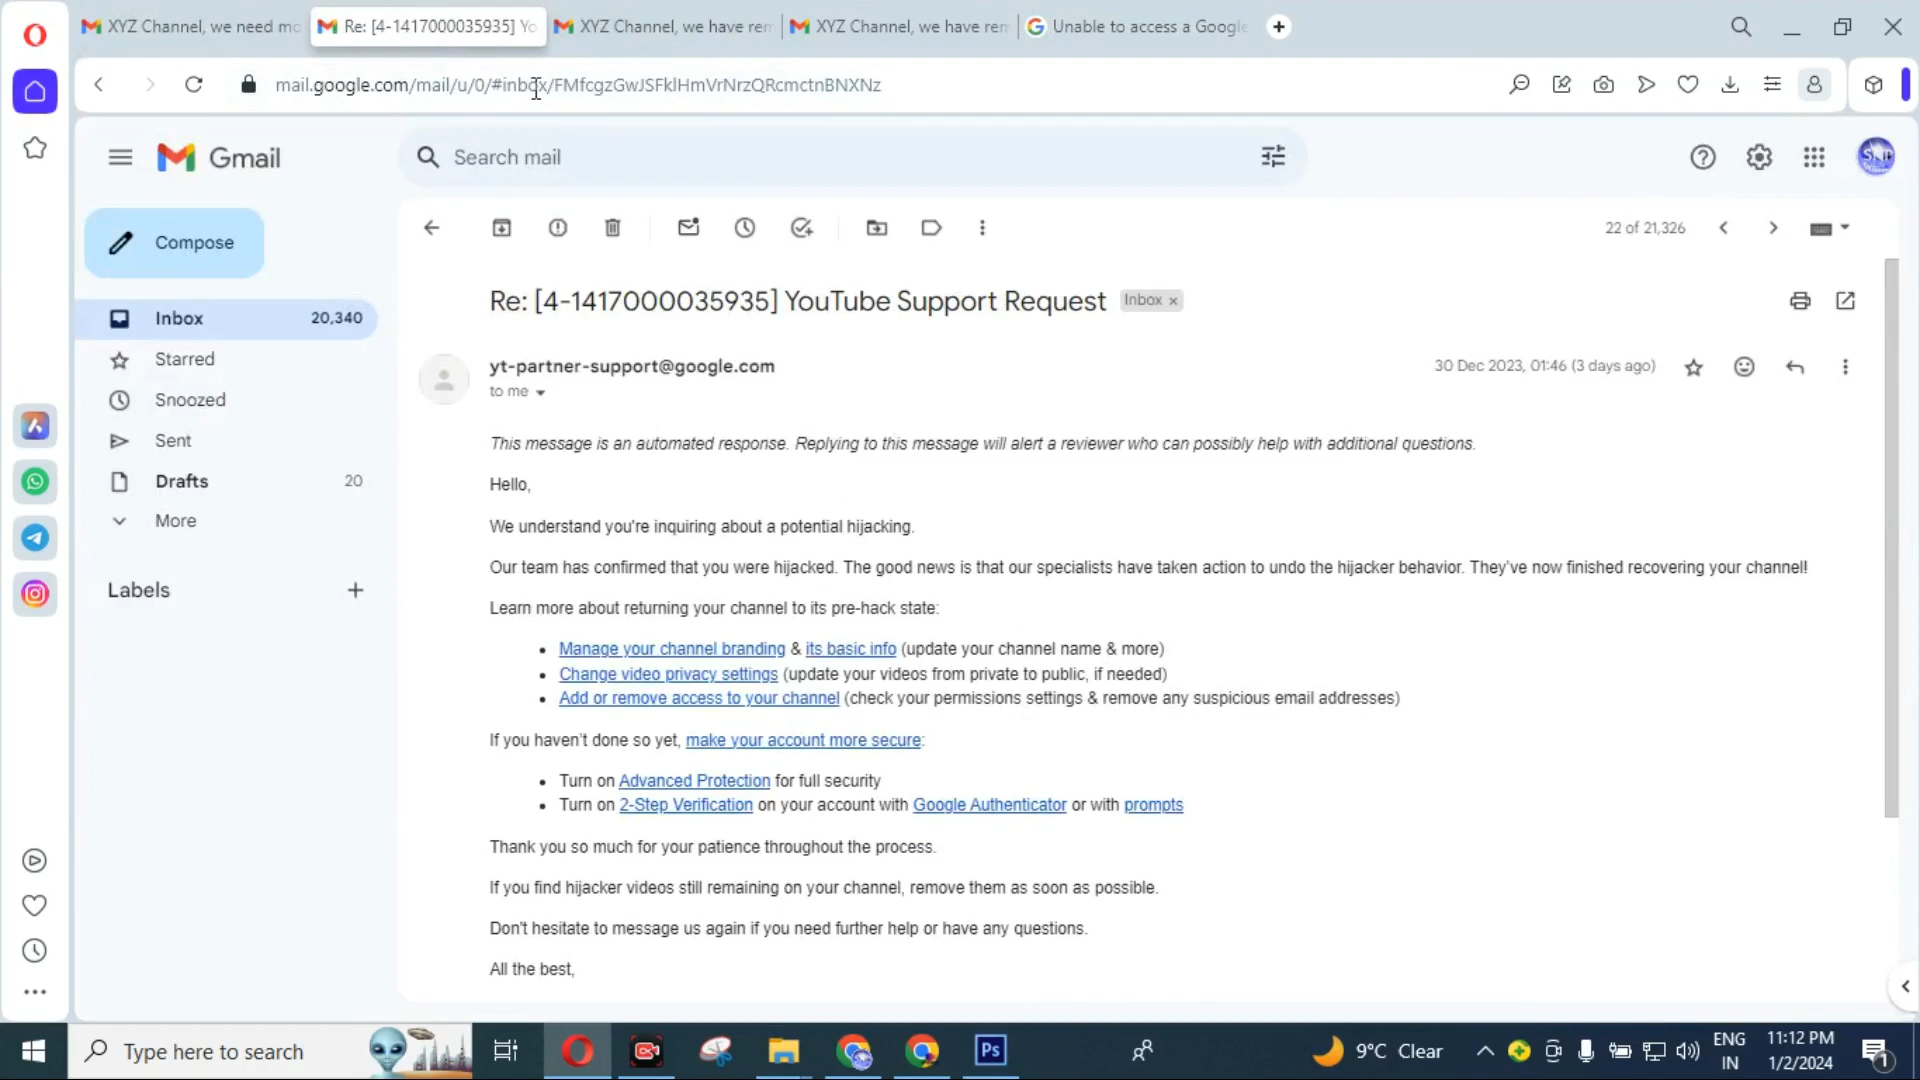 XYZ Channel, we need mo
Re: [4-1417000035935] Yo
XYZ Channel, we have rem
XYZ Channel, we have rem
Unable to access a Google
mail.google.com/mail/u/0/#inbox/FMfcgzGwJSFklHmVrNrzQRcmctnBNXNz
Gmail
Search mail
Compose
22 of 21,326
Inbox 20,340
Starred
Snoozed
Sent
Drafts 20
More
Labels
Re: [4-1417000035935] YouTube Support Request Inbox ×
yt-partner-support@google.com 30 Dec 2023, 01:46 (3 days ago)
to me
This message is an automated response. Replying to this message will alert a reviewer who can possibly help with additional questions.
Hello,
We understand you're inquiring about a potential hijacking.
Our team has confirmed that you were hijacked. The good news is that our specialists have taken action to undo the hijacker behavior. They've now finished recovering your channel!
Learn more about returning your channel to its pre-hack state:
• Manage your channel branding & its basic info (update your channel name & more)
• Change video privacy settings (update your videos from private to public, if needed)
• Add or remove access to your channel (check your permissions settings & remove any suspicious email addresses)
If you haven't done so yet, make your account more secure:
• Turn on Advanced Protection for full security
• Turn on 2-Step Verification on your account with Google Authenticator or with prompts
Thank you so much for your patience throughout the process.
If you find hijacker videos still remaining on your channel, remove them as soon as possible.
Don't hesitate to message us again if you need further help or have any questions.
All the best,
Type here to search
Ps
9°C Clear
ENG
IN
11:12 PM
1/2/2024
1